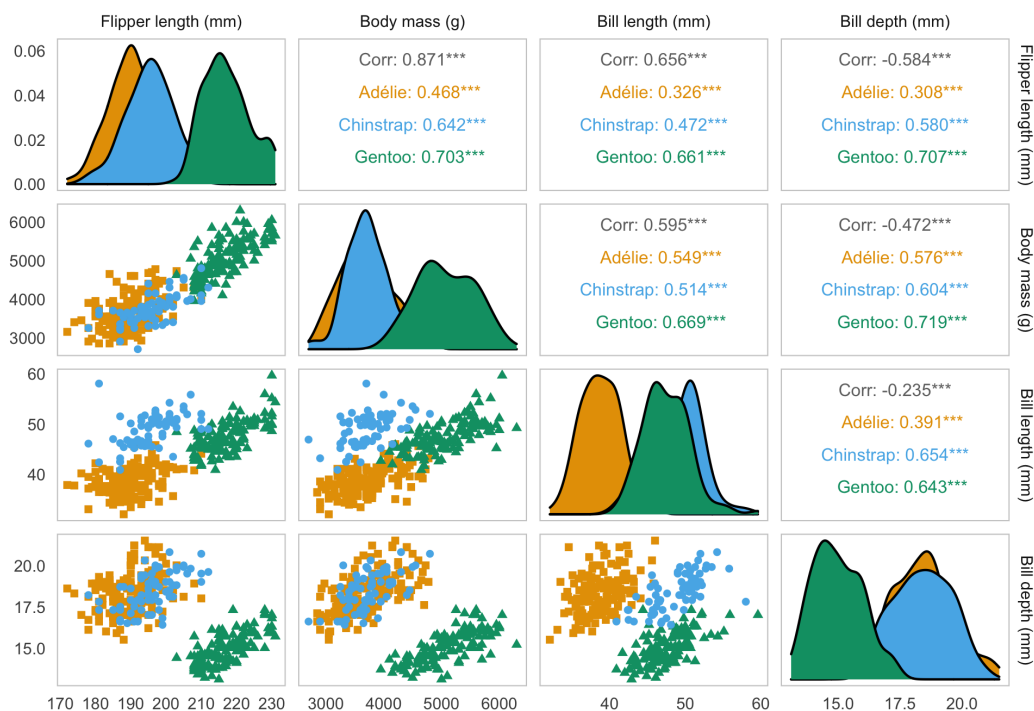 Flipper length (mm)
Body mass (g)
Bill length (mm)
Bill depth (mm)
0.06
0.04
0.02
0.00
Corr: 0.871***
Adélie: 0.468***
Chinstrap: 0.642***
Gentoo: 0.703***
Corr: 0.656***
Adélie: 0.326***
Chinstrap: 0.472***
Gentoo: 0.661***
Corr: -0.584***
Adélie: 0.308***
Chinstrap: 0.580***
Gentoo: 0.707***
Flipper length (mm)
6000
5000
4000
3000
Corr: 0.595***
Adélie: 0.549***
Chinstrap: 0.514***
Gentoo: 0.669***
Corr: -0.472***
Adélie: 0.576***
Chinstrap: 0.604***
Gentoo: 0.719***
Body mass (g)
60
50
40
Corr: -0.235***
Adélie: 0.391***
Chinstrap: 0.654***
Gentoo: 0.643***
Bill length (mm)
20.0
17.5
15.0
Bill depth (mm)
170 180 190 200 210 220 230
3000 4000 5000 6000
40 50 60
15.0 17.5 20.0